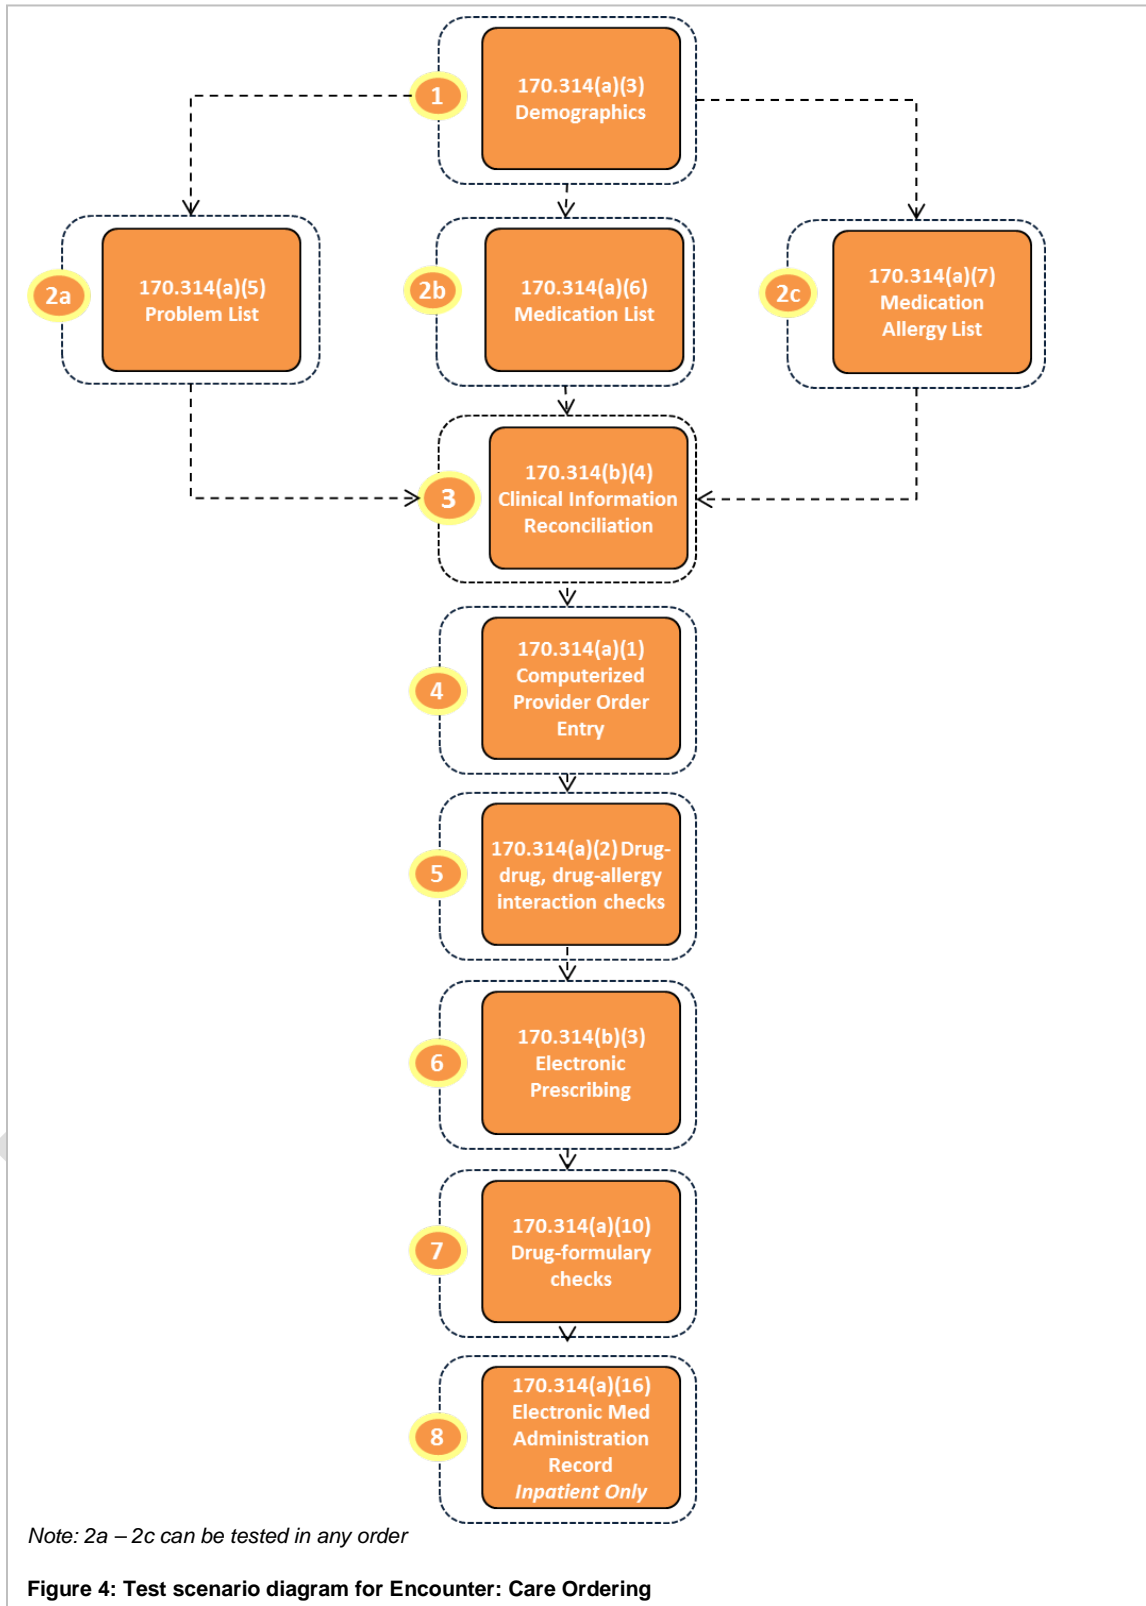 1
170.314(a)(3)
Demographics
2a
170.314(a)(5)
Problem List
2b
170.314(a)(6)
Medication List
2c
170.314(a)(7)
Medication
Allergy List
3
170.314(b)(4)
Clinical Information
Reconciliation
4
170.314(a)(1)
Computerized
Provider Order
Entry
5
170.314(a)(2) Drug-
drug, drug-allergy
interaction checks
6
170.314(b)(3)
Electronic
Prescribing
7
170.314(a)(10)
Drug-formulary
checks
8
170.314(a)(16)
Electronic Med
Administration
Record
Inpatient Only
Note: 2a – 2c can be tested in any order
Figure 4: Test scenario diagram for Encounter: Care Ordering